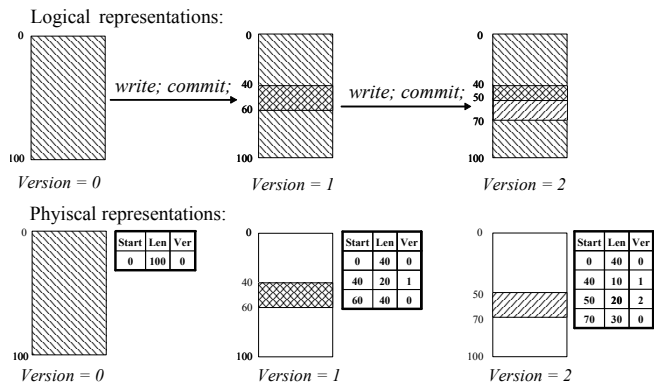 Logical representations:
0
100
Version = 0
write; commit;
0
40
60
100
Version = 1
write; commit;
0
40
50
70
100
Version = 2
Phyiscal representations:
0
100
Version = 0
Start Len Ver
0 100 0
0
40
60
100
Version = 1
Start Len Ver
0 40 0
40 20 1
60 40 0
0
50
70
100
Version = 2
Start Len Ver
0 40 0
40 10 1
50 20 2
70 30 0